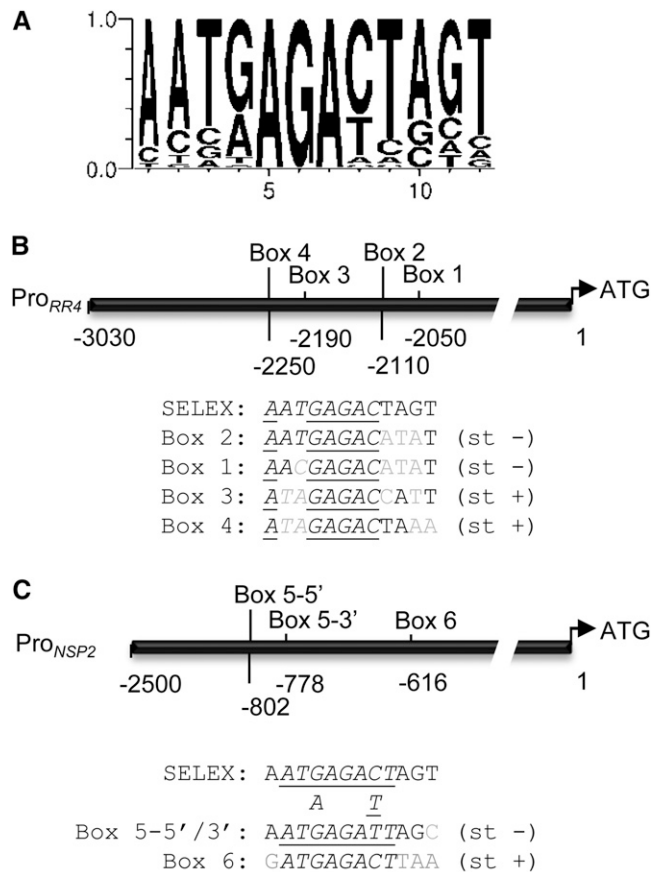 A
1.0
0.0
AATGAGACTAGT
5
10
B
Box 4
Box 2
Box 3
Box 1
ProRR4
ATG
-3030
-2190
-2050
1
-2250
-2110
SELEX: AATGAGACTAGT
Box 2: AATGAGACATAT (st -)
Box 1: AACGAGACATAT (st -)
Box 3: ATAGAGACCATT (st +)
Box 4: ATAGAGACTAAA (st +)
C
Box 5-5’
Box 5-3’
Box 6
ProNSP2
ATG
-2500
-778
-616
1
-802
SELEX: AATGAGACTAGT
A T
Box 5-5’/3’: AATGAGATTAGC (st -)
Box 6: GATGAGACTTAA (st +)